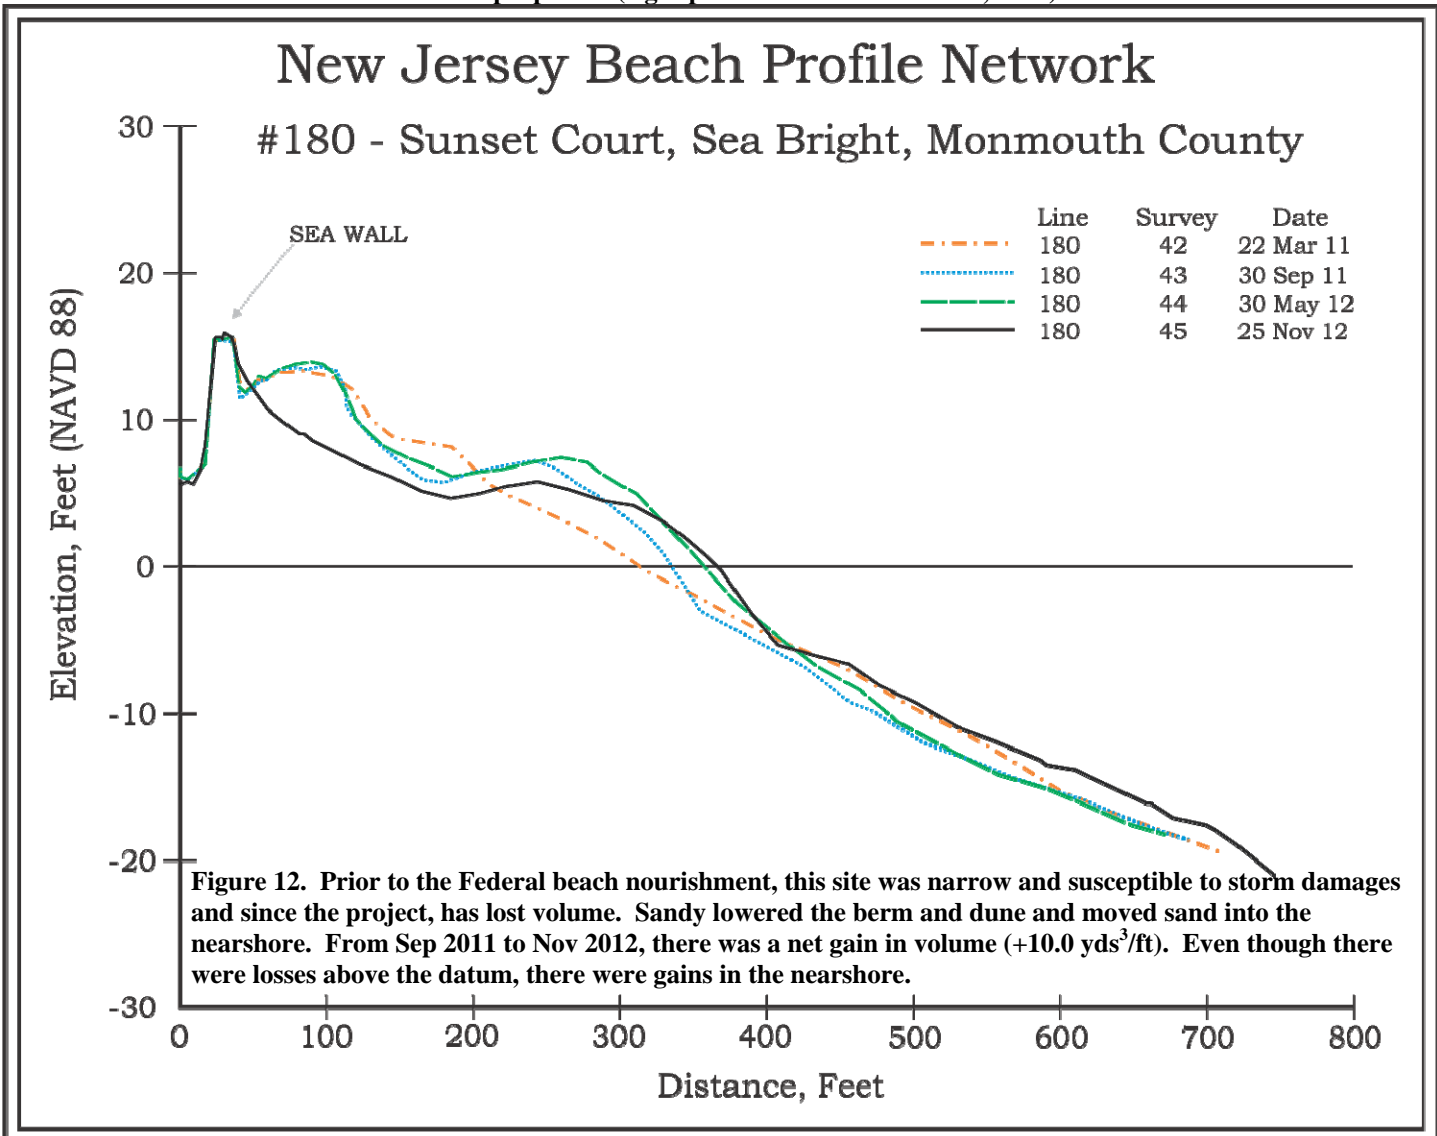 New Jersey Beach Profile Network
#180 - Sunset Court, Sea Bright, Monmouth County
Line Survey Date
180 42 22 Mar 11
180 43 30 Sep 11
180 44 30 May 12
180 45 25 Nov 12
SEA WALL
Elevation, Feet (NAVD 88)
30
20
10
0
-10
-20
-30
Figure 12. Prior to the Federal beach nourishment, this site was narrow and susceptible to storm damages
and since the project, has lost volume. Sandy lowered the berm and dune and moved sand into the
nearshore. From Sep 2011 to Nov 2012, there was a net gain in volume (+10.0 yds³/ft). Even though there
were losses above the datum, there were gains in the nearshore.
0 100 200 300 400 500 600 700 800
Distance, Feet